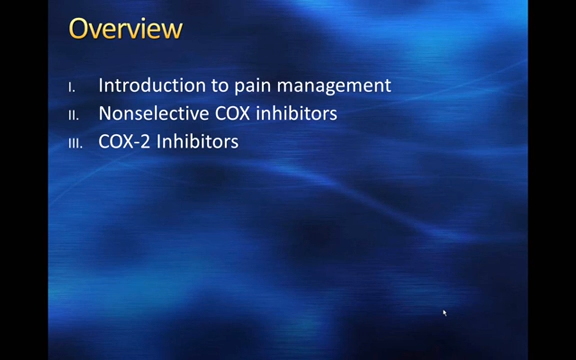 Overview
I. Introduction to pain management
II. Nonselective COX inhibitors
III. COX-2 Inhibitors